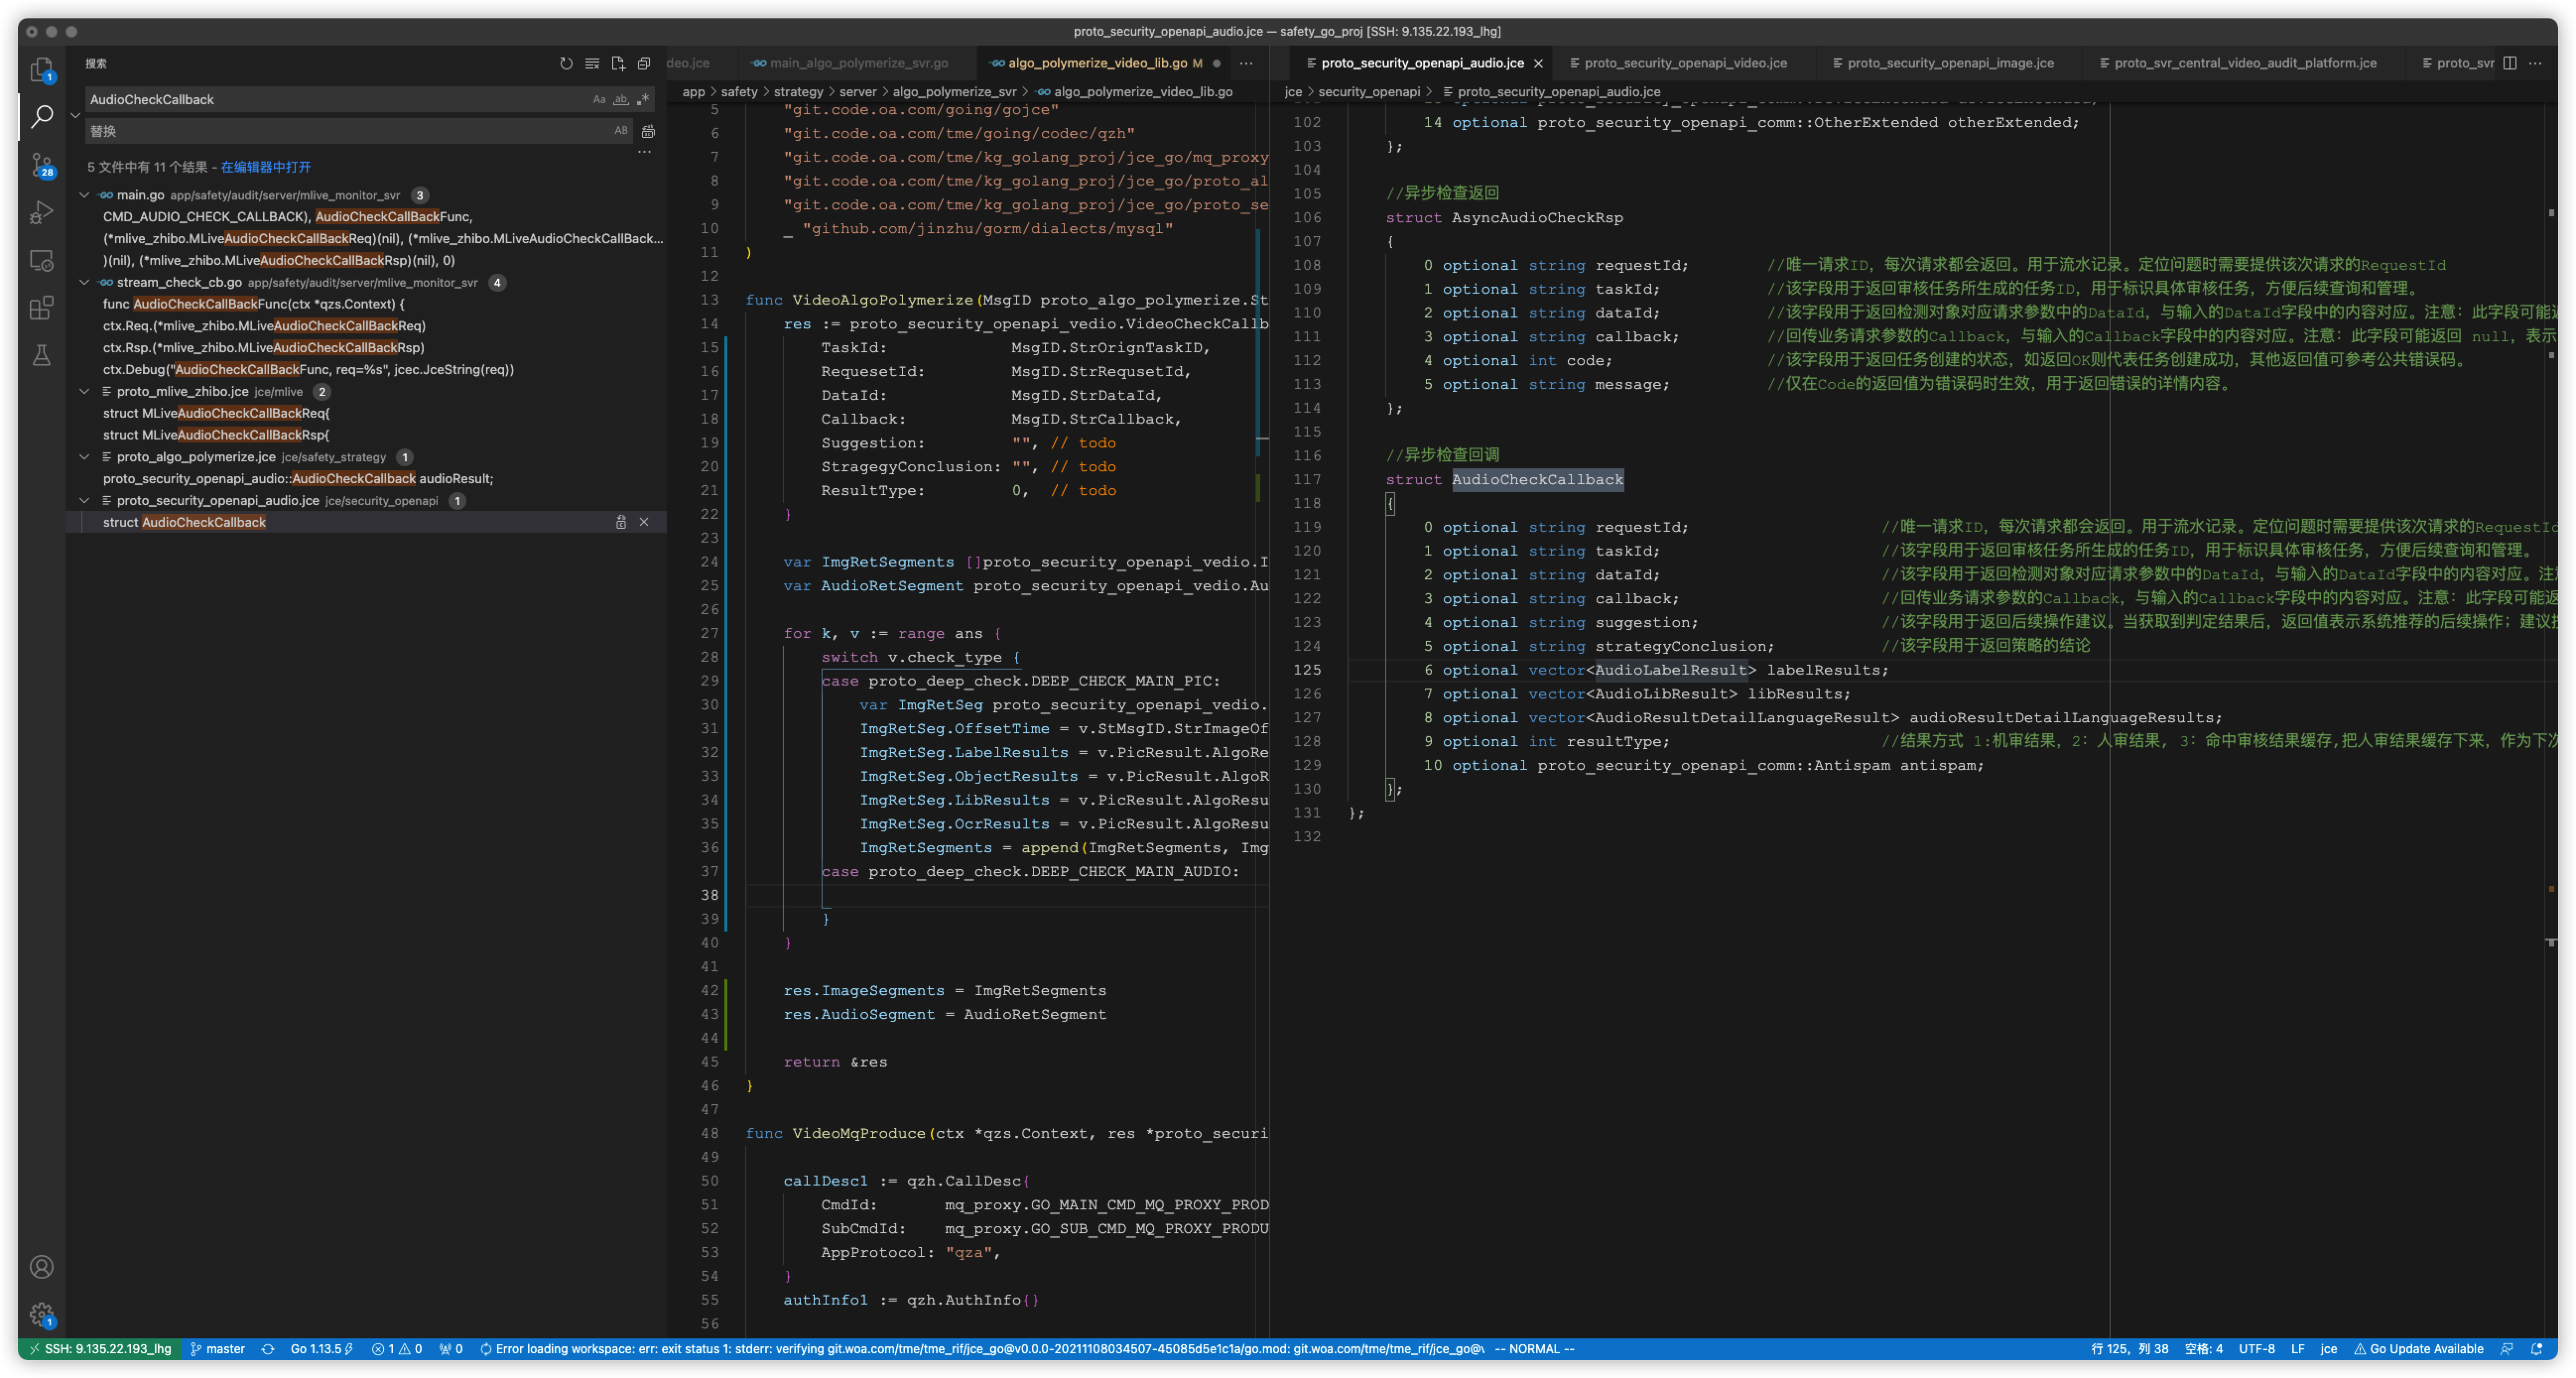 proto_security_openapi_audio.jce — safety_go_proj [SSH: 9.135.22.193_lhg]
搜索
AudioCheckCallback
替换
5 文件中有 11 个结果 - 在编辑器中打开
main.go app/safety/audit/server/mlive_monitor_svr 3
CMD_AUDIO_CHECK_CALLBACK), AudioCheckCallBackFunc,
(*mlive_zhibo.MLiveAudioCheckCallBackReq)(nil), (*mlive_zhibo.MLiveAudioCheckCallBack...
)(nil), (*mlive_zhibo.MLiveAudioCheckCallBackRsp)(nil), 0)
stream_check_cb.go app/safety/audit/server/mlive_monitor_svr 4
func AudioCheckCallBackFunc(ctx *qzs.Context) {
ctx.Req.(*mlive_zhibo.MLiveAudioCheckCallBackReq)
ctx.Rsp.(*mlive_zhibo.MLiveAudioCheckCallBackRsp)
ctx.Debug("AudioCheckCallBackFunc, req=%s", jcec.JceString(req))
proto_mlive_zhibo.jce jce/mlive 2
struct MLiveAudioCheckCallBackReq{
struct MLiveAudioCheckCallBackRsp{
proto_algo_polymerize.jce jce/safety_strategy 1
proto_security_openapi_audio::AudioCheckCallback audioResult;
proto_security_openapi_audio.jce jce/security_openapi 1
struct AudioCheckCallback
deo.jce main_algo_polymerize_svr.go algo_polymerize_video_lib.go M
app > safety > strategy > server > algo_polymerize_svr > algo_polymerize_video_lib.go
5 "git.code.oa.com/going/gojce"
6 "git.code.oa.com/tme/going/codec/qzh"
7 "git.code.oa.com/tme/kg_golang_proj/jce_go/mq_proxy
8 "git.code.oa.com/tme/kg_golang_proj/jce_go/proto_al
9 "git.code.oa.com/tme/kg_golang_proj/jce_go/proto_se
10 _ "github.com/jinzhu/gorm/dialects/mysql"
11 )
12
13 func VideoAlgoPolymerize(MsgID proto_algo_polymerize.St
14 res := proto_security_openapi_vedio.VideoCheckCallb
15 TaskId: MsgID.StrOrignTaskID,
16 RequesetId: MsgID.StrRequsetId,
17 DataId: MsgID.StrDataId,
18 Callback: MsgID.StrCallback,
19 Suggestion: "", // todo
20 StragegyConclusion: "", // todo
21 ResultType: 0, // todo
22 }
23
24 var ImgRetSegments []proto_security_openapi_vedio.I
25 var AudioRetSegment proto_security_openapi_vedio.Au
26
27 for k, v := range ans {
28 switch v.check_type {
29 case proto_deep_check.DEEP_CHECK_MAIN_PIC:
30 var ImgRetSeg proto_security_openapi_vedio.
31 ImgRetSeg.OffsetTime = v.StMsgID.StrImageOf
32 ImgRetSeg.LabelResults = v.PicResult.AlgoRe
33 ImgRetSeg.ObjectResults = v.PicResult.AlgoR
34 ImgRetSeg.LibResults = v.PicResult.AlgoResu
35 ImgRetSeg.OcrResults = v.PicResult.AlgoResu
36 ImgRetSegments = append(ImgRetSegments, Img
37 case proto_deep_check.DEEP_CHECK_MAIN_AUDIO:
38
39 }
40 }
41
42 res.ImageSegments = ImgRetSegments
43 res.AudioSegment = AudioRetSegment
44
45 return &res
46 }
47
48 func VideoMqProduce(ctx *qzs.Context, res *proto_securi
49
50 callDesc1 := qzh.CallDesc{
51 CmdId: mq_proxy.GO_MAIN_CMD_MQ_PROXY_PROD
52 SubCmdId: mq_proxy.GO_SUB_CMD_MQ_PROXY_PRODU
53 AppProtocol: "qza",
54 }
55 authInfo1 := qzh.AuthInfo{}
56
proto_security_openapi_audio.jce proto_security_openapi_video.jce proto_security_openapi_image.jce proto_svr_central_video_audit_platform.jce proto_svr
jce > security_openapi > proto_security_openapi_audio.jce
102 14 optional proto_security_openapi_comm::OtherExtended otherExtended;
103 };
104
105 //异步检查返回
106 struct AsyncAudioCheckRsp
107 {
108 0 optional string requestId; //唯一请求ID，每次请求都会返回。用于流水记录。定位问题时需要提供该次请求的RequestId
109 1 optional string taskId; //该字段用于返回审核任务所生成的任务ID，用于标识具体审核任务，方便后续查询和管理。
110 2 optional string dataId; //该字段用于返回检测对象对应请求参数中的DataId，与输入的DataId字段中的内容对应。注意：此字段可能返
111 3 optional string callback; //回传业务请求参数的Callback，与输入的Callback字段中的内容对应。注意：此字段可能返回 null，表示
112 4 optional int code; //该字段用于返回任务创建的状态，如返回OK则代表任务创建成功，其他返回值可参考公共错误码。
113 5 optional string message; //仅在Code的返回值为错误码时生效，用于返回错误的详情内容。
114 };
115
116 //异步检查回调
117 struct AudioCheckCallback
118 {
119 0 optional string requestId; //唯一请求ID，每次请求都会返回。用于流水记录。定位问题时需要提供该次请求的RequestId
120 1 optional string taskId; //该字段用于返回审核任务所生成的任务ID，用于标识具体审核任务，方便后续查询和管理。
121 2 optional string dataId; //该字段用于返回检测对象对应请求参数中的DataId，与输入的DataId字段中的内容对应。注
122 3 optional string callback; //回传业务请求参数的Callback，与输入的Callback字段中的内容对应。注意：此字段可能返
123 4 optional string suggestion; //该字段用于返回后续操作建议。当获取到判定结果后，返回值表示系统推荐的后续操作；建议
124 5 optional string strategyConclusion; //该字段用于返回策略的结论
125 6 optional vector<AudioLabelResult> labelResults;
126 7 optional vector<AudioLibResult> libResults;
127 8 optional vector<AudioResultDetailLanguageResult> audioResultDetailLanguageResults;
128 9 optional int resultType; //结果方式 1:机审结果，2：人审结果，3：命中审核结果缓存,把人审结果缓存下来，作为下次
129 10 optional proto_security_openapi_comm::Antispam antispam;
130 };
131 };
132
SSH: 9.135.22.193_lhg master Go 1.13.5 1 0 0 Error loading workspace: err: exit status 1: stderr: verifying git.woa.com/tme/tme_rif/jce_go@v0.0.0-20211108034507-45085d5e1c1a/go.mod: git.woa.com/tme/tme_rif/jce_go@v -- NORMAL -- 行 125，列 38 空格: 4 UTF-8 LF jce Go Update Available